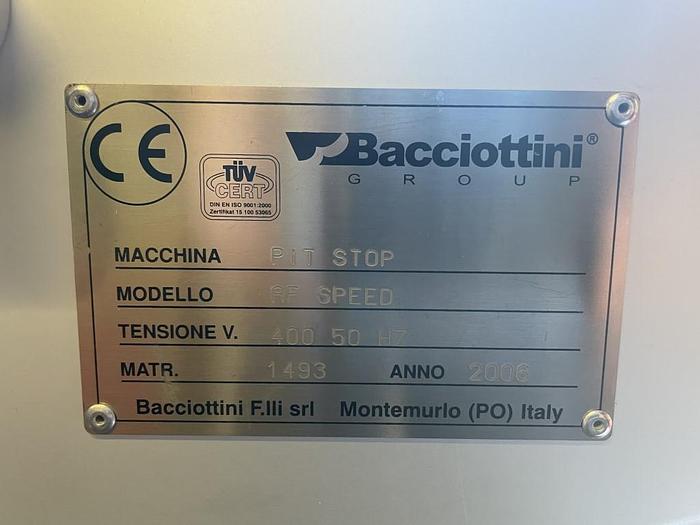 CE
TÜV
CERT
DIN EN ISO 9001:2000
Zertifikat 15 100 53065
Bacciottini®
GROUP
MACCHINA PIT STOP
MODELLO SPEED
TENSIONE V. 400 50 HZ
MATR. 1493 ANNO 2006
Bacciottini F.lli srl Montemurlo (PO) Italy